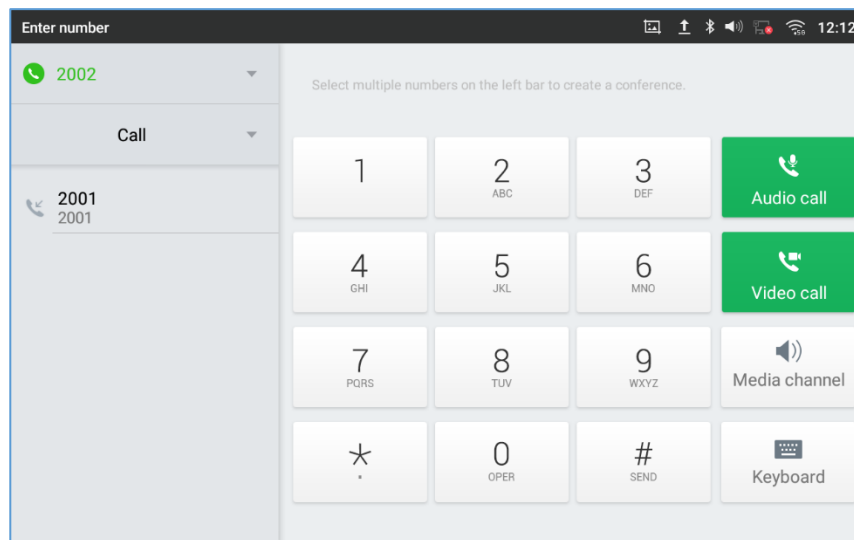 Enter number
12:12
2002
Select multiple numbers on the left bar to create a conference.
Call
2001
2001
1
2
ABC
3
DEF
Audio call
4
GHI
5
JKL
6
MNO
Video call
7
PQRS
8
TUV
9
WXYZ
Media channel
*
0
OPER
#
SEND
Keyboard